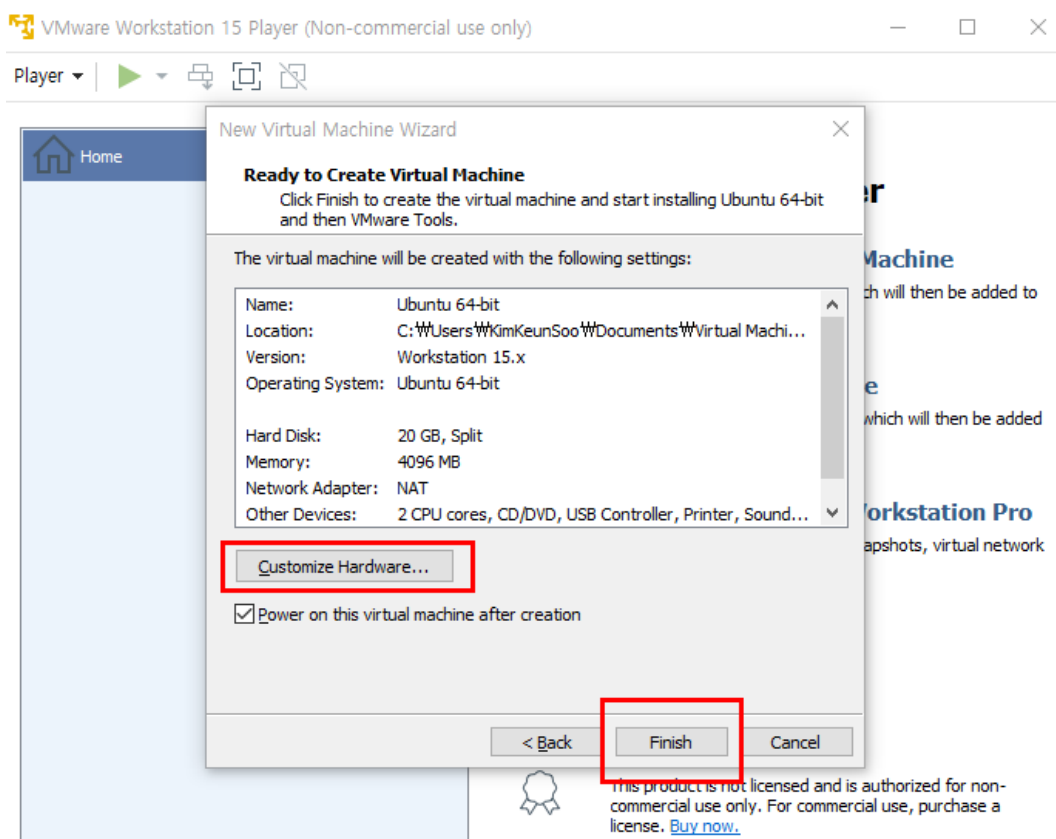 VMware Workstation 15 Player (Non-commercial use only)
Player
Home
New Virtual Machine Wizard
Ready to Create Virtual Machine
Click Finish to create the virtual machine and start installing Ubuntu 64-bit
and then VMware Tools.
The virtual machine will be created with the following settings:
Name: Ubuntu 64-bit
Location: C:₩Users₩KimKeunSoo₩Documents₩Virtual Machi...
Version: Workstation 15.x
Operating System: Ubuntu 64-bit
Hard Disk: 20 GB, Split
Memory: 4096 MB
Network Adapter: NAT
Other Devices: 2 CPU cores, CD/DVD, USB Controller, Printer, Sound...
Customize Hardware...
Power on this virtual machine after creation
< Back Finish Cancel
er
Machine
ch will then be added to
e
which will then be added
Workstation Pro
apshots, virtual network
This product is not licensed and is authorized for non-
commercial use only. For commercial use, purchase a
license. Buy now.